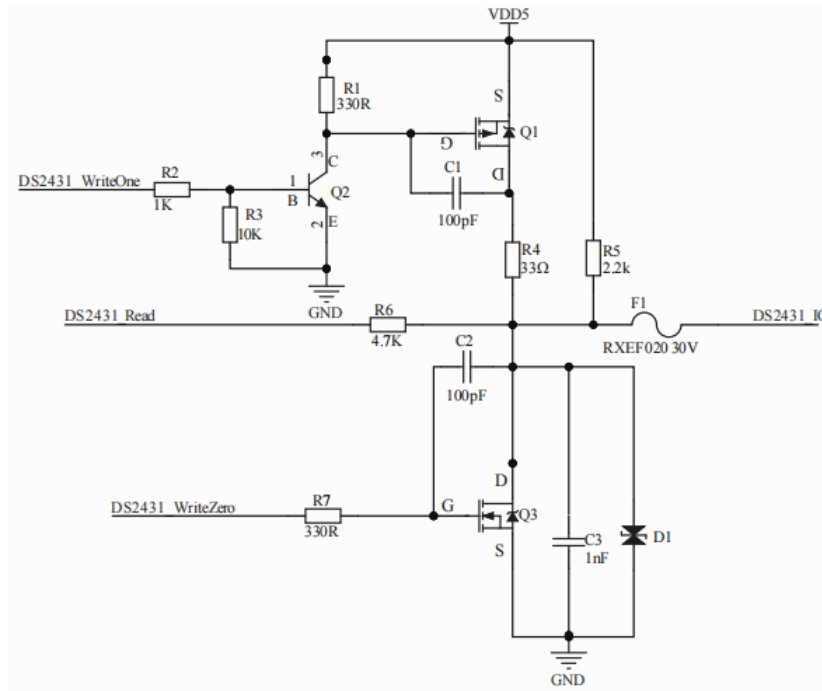 VDD5
R1
330R
S
Q1
G
D
C1
100pF
3
C
DS2431_WriteOne
R2
1K
1
B
Q2
R3
10K
2
E
GND
R4
33Ω
R5
2.2k
F1
DS2431_Read
R6
4.7K
DS2431_IO
RXEF020 30V
C2
100pF
D
DS2431_WriteZero
R7
330R
G
Q3
S
C3
1nF
D1
GND